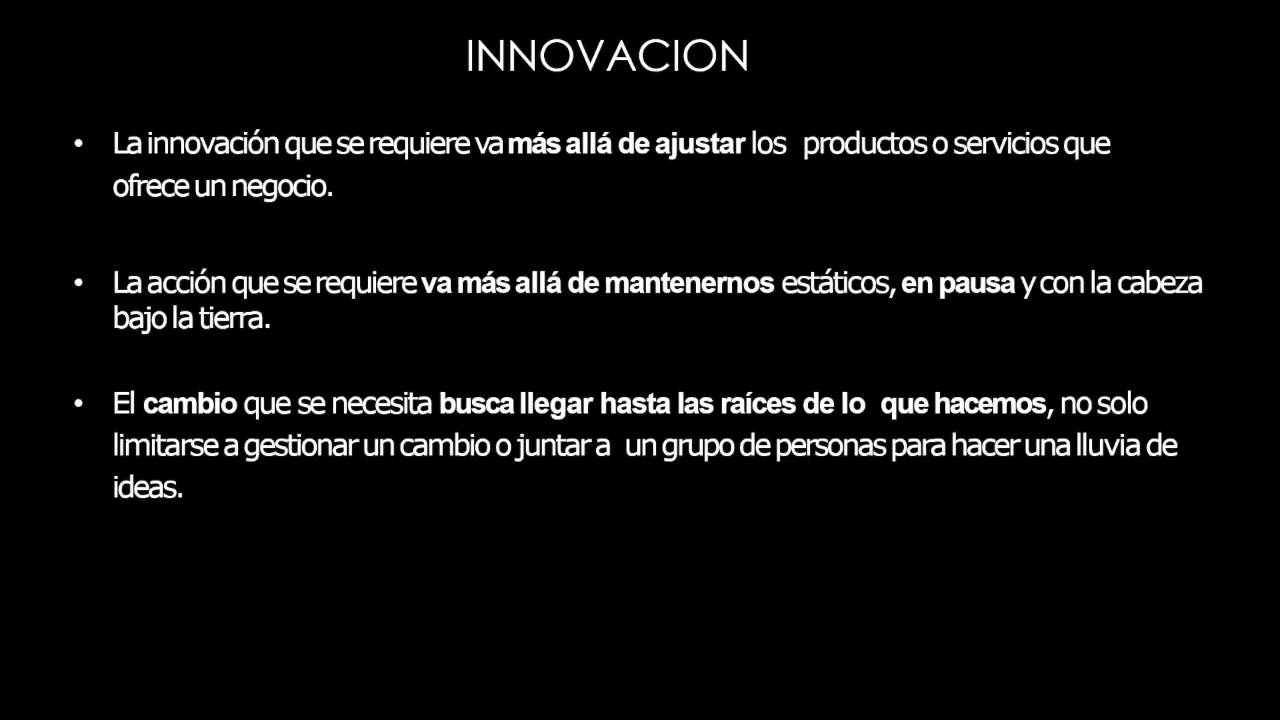 INNOVACION
• La innovación que se requiere va más allá de ajustar los productos o servicios que
ofrece un negocio.
• La acción que se requiere va más allá de mantenernos estáticos, en pausa y con la cabeza
bajo la tierra.
• El cambio que se necesita busca llegar hasta las raíces de lo que hacemos, no solo
limitarse a gestionar un cambio o juntar a un grupo de personas para hacer una lluvia de
ideas.